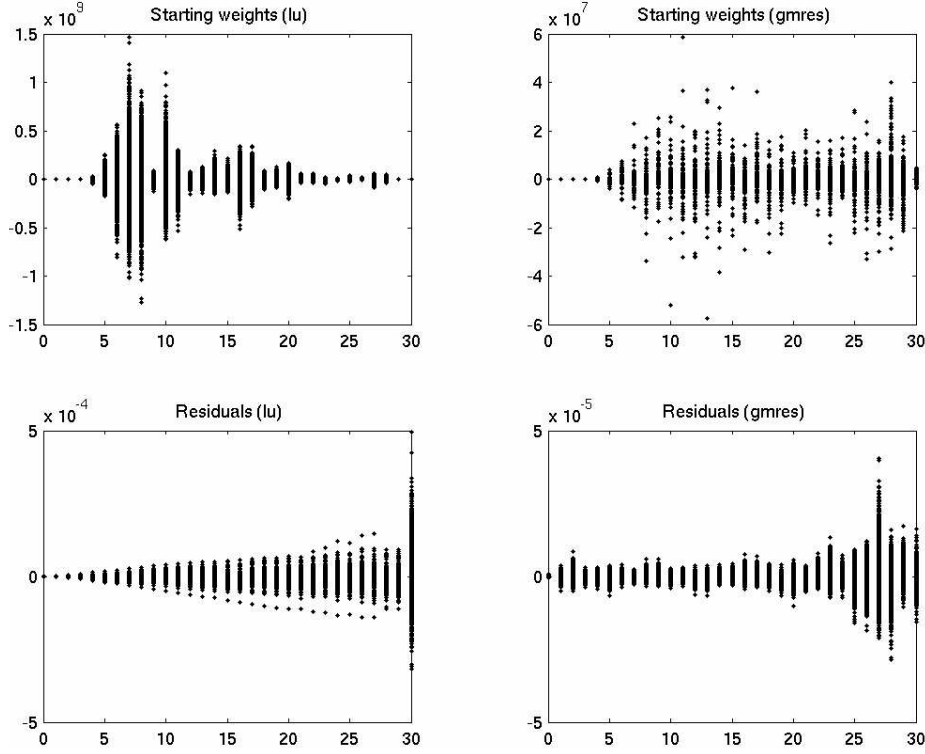 Starting weights (lu)
x 10^9
1.5
1
0.5
0
-0.5
-1
-1.5
0 5 10 15 20 25 30
Starting weights (gmres)
x 10^7
6
4
2
0
-2
-4
-6
0 5 10 15 20 25 30
Residuals (lu)
x 10^-4
5
0
-5
0 5 10 15 20 25 30
Residuals (gmres)
x 10^-5
5
0
-5
0 5 10 15 20 25 30